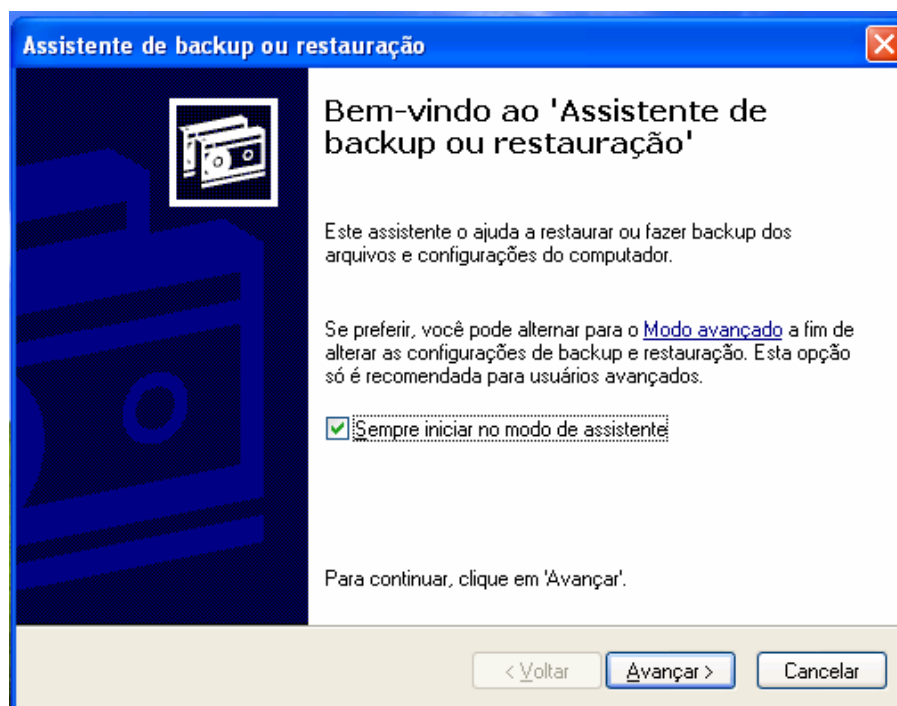 Assistente de backup ou restauração
Bem-vindo ao 'Assistente de
backup ou restauração'
Este assistente o ajuda a restaurar ou fazer backup dos
arquivos e configurações do computador.
Se preferir, você pode alternar para o Modo avançado a fim de
alterar as configurações de backup e restauração. Esta opção
só é recomendada para usuários avançados.
Sempre iniciar no modo de assistente
Para continuar, clique em 'Avançar'.
< Voltar
Avançar >
Cancelar